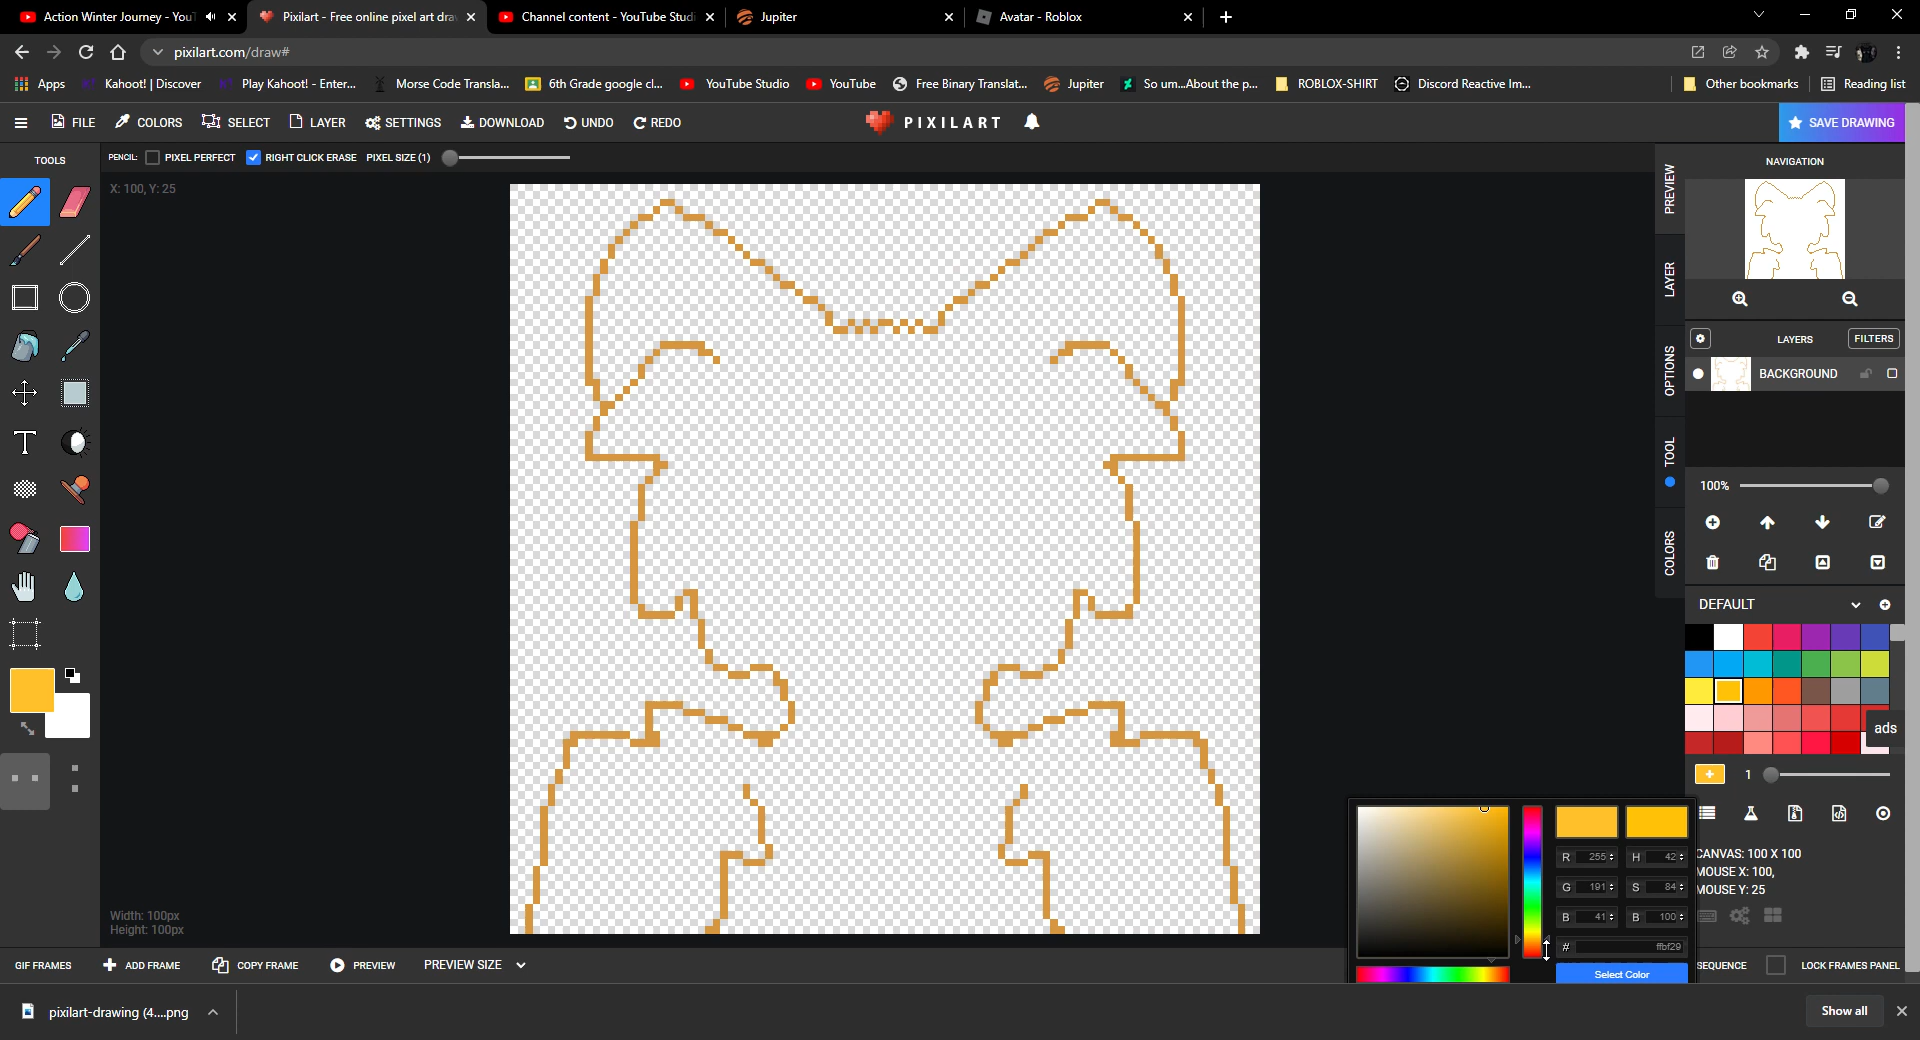 Action Winter Journey - You
Pixilart - Free online pixel art dra
Channel content - YouTube Studi
Jupiter
Avatar - Roblox
pixilart.com/draw#
Apps
Kahoot! | Discover
Play Kahoot! - Enter...
Morse Code Transla...
6th Grade google cl...
YouTube Studio
YouTube
Free Binary Translat...
Jupiter
So um...About the p...
ROBLOX-SHIRT
Discord Reactive Im...
Other bookmarks
Reading list
FILE
COLORS
SELECT
LAYER
SETTINGS
DOWNLOAD
UNDO
REDO
PIXILART
SAVE DRAWING
TOOLS
PENCIL:
PIXEL PERFECT
RIGHT CLICK ERASE
PIXEL SIZE (1)
X: 100, Y: 25
PREVIEW
LAYER
OPTIONS
TOOL
COLORS
NAVIGATION
LAYERS
FILTERS
BACKGROUND
100%
DEFAULT
ads
1
R 255
H 42
G 191
S 84
B 41
B 100
# ffbf29
Select Color
CANVAS: 100 X 100
MOUSE X: 100,
MOUSE Y: 25
Width: 100px
Height: 100px
GIF FRAMES
ADD FRAME
COPY FRAME
PREVIEW
PREVIEW SIZE
SEQUENCE
LOCK FRAMES PANEL
pixilart-drawing (4....png
Show all